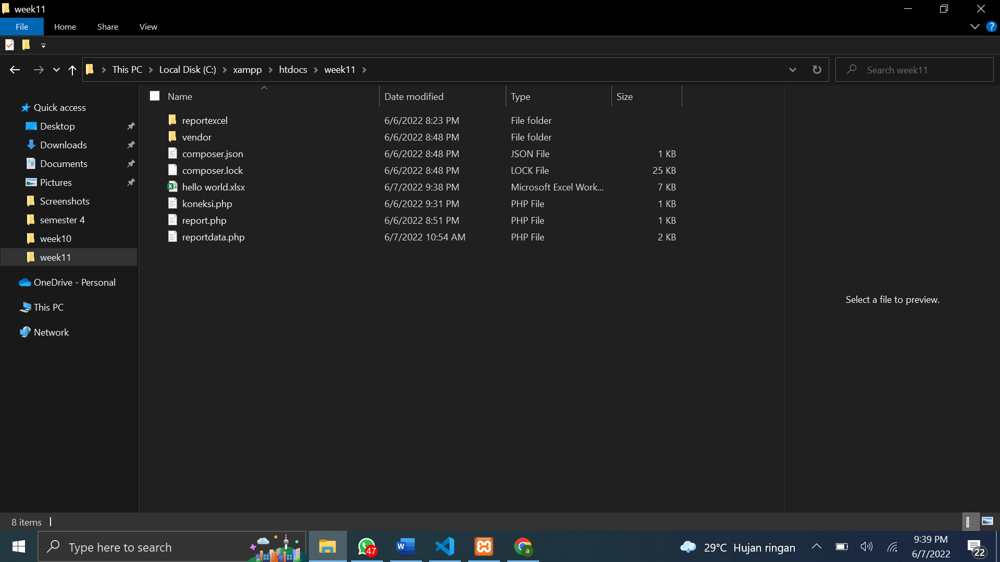 week11
File Home Share View
This PC Local Disk (C:) xampp htdocs week11
Search week11
Name Date modified Type Size
Quick access
Desktop
Downloads
Documents
Pictures
Screenshots
semester 4
week10
week11
OneDrive - Personal
This PC
Network
reportexcel 6/6/2022 8:23 PM File folder
vendor 6/6/2022 8:48 PM File folder
composer.json 6/6/2022 8:48 PM JSON File 1 KB
composer.lock 6/6/2022 8:48 PM LOCK File 25 KB
hello world.xlsx 6/7/2022 9:38 PM Microsoft Excel Work... 7 KB
koneksi.php 6/6/2022 9:31 PM PHP File 1 KB
report.php 6/6/2022 8:51 PM PHP File 1 KB
reportdata.php 6/7/2022 10:54 AM PHP File 2 KB
Select a file to preview.
8 items
Type here to search
47
29°C Hujan ringan
9:39 PM
6/7/2022
22